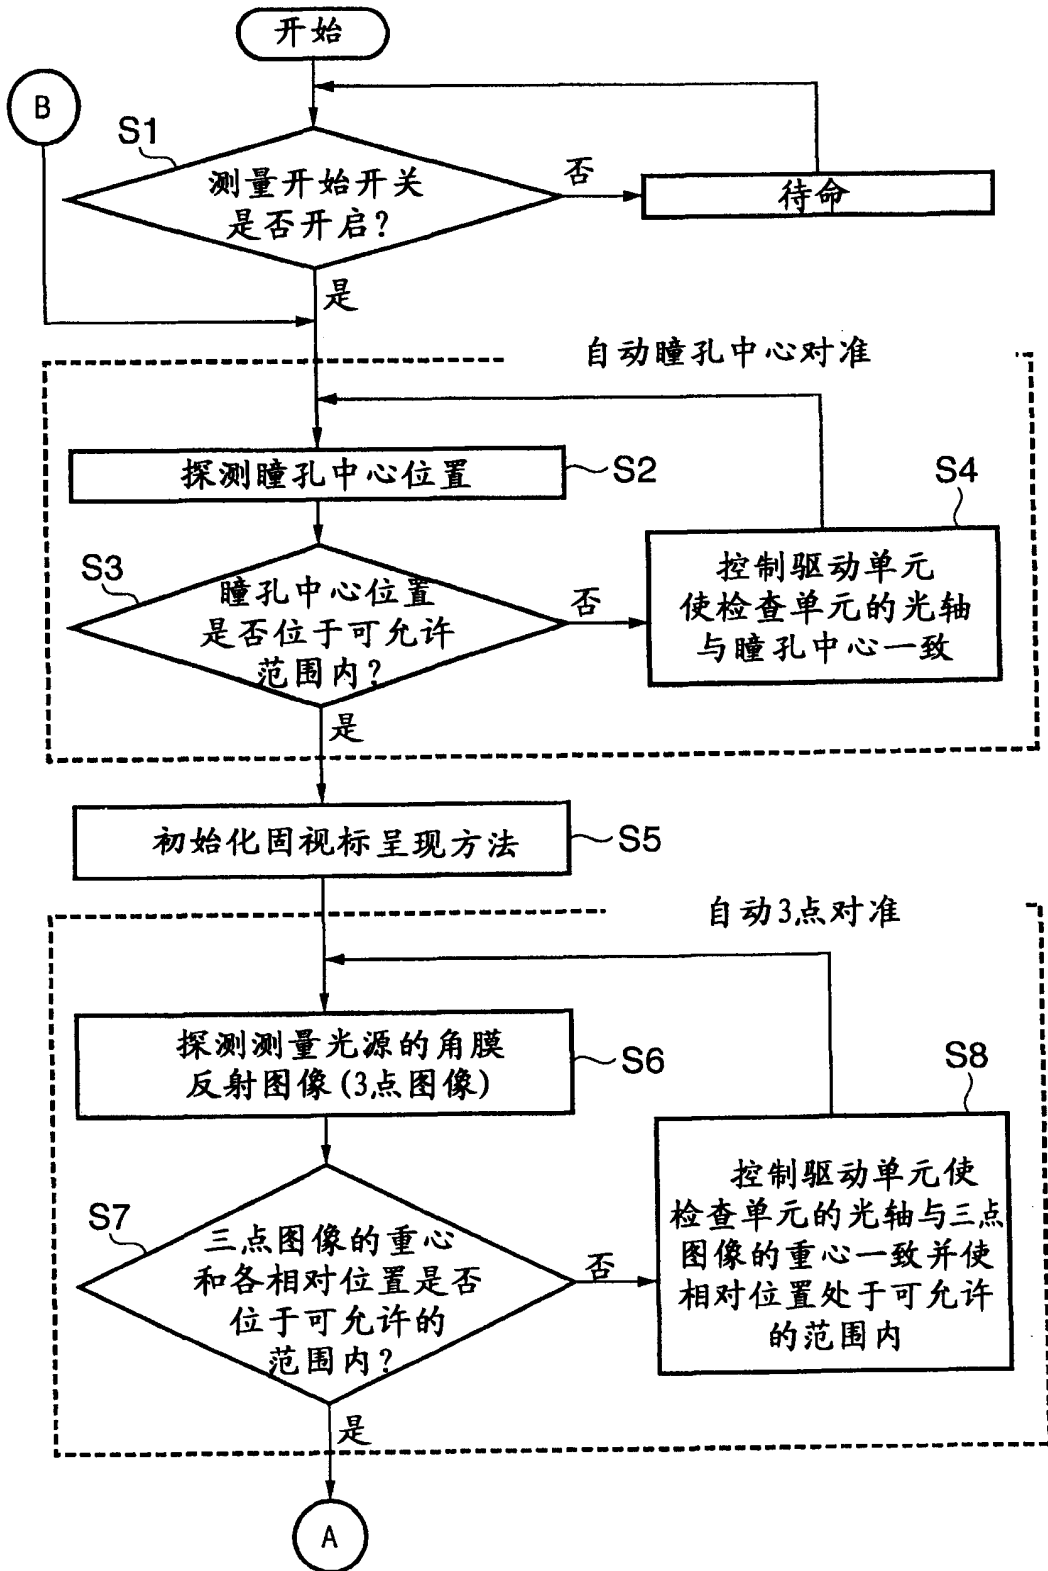 开始
B
S1
测量开始开关
是否开启?
否
待命
是
自动瞳孔中心对准
探测瞳孔中心位置
S2
S4
S3
瞳孔中心位置
是否位于可允许
范围内?
否
控制驱动单元
使检查单元的光轴
与瞳孔中心一致
是
初始化固视标呈现方法
S5
自动3点对准
探测测量光源的角膜
反射图像(3点图像)
S6
S8
S7
三点图像的重心
和各相对位置是否
位于可允许的
范围内?
否
控制驱动单元使
检查单元的光轴与三点
图像的重心一致并使
相对位置处于可允许
的范围内
是
A